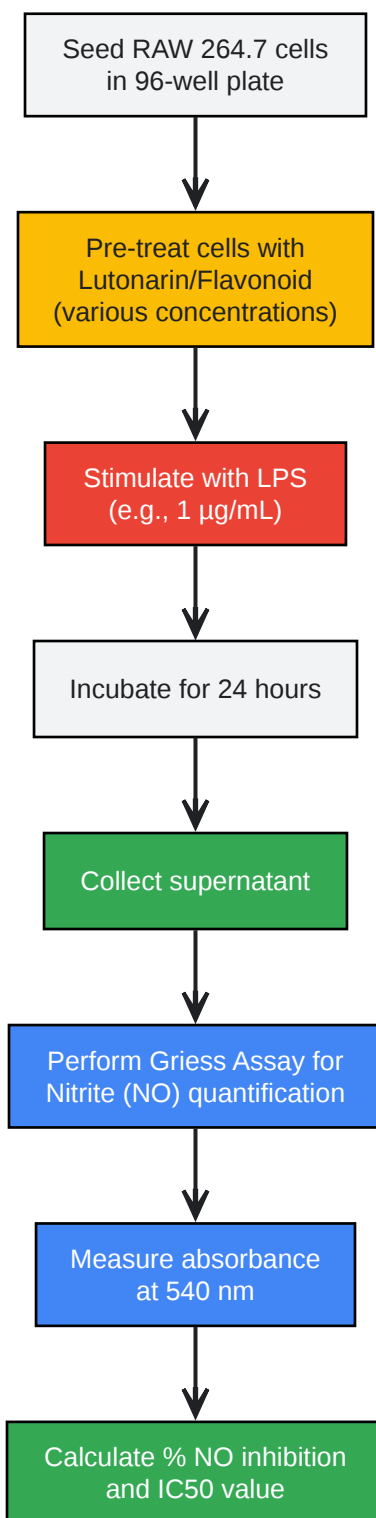 Seed RAW 264.7 cells
in 96-well plate
Pre-treat cells with
Lutonarin/Flavonoid
(various concentrations)
Stimulate with LPS
(e.g., 1 µg/mL)
Incubate for 24 hours
Collect supernatant
Perform Griess Assay for
Nitrite (NO) quantification
Measure absorbance
at 540 nm
Calculate % NO inhibition
and IC50 value